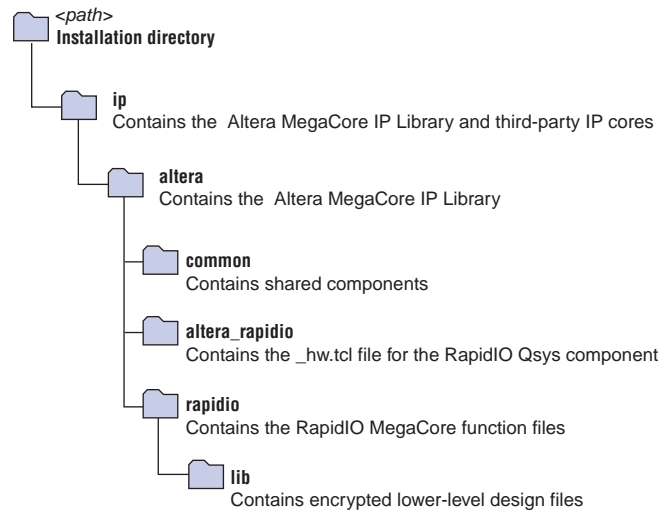 <path>
Installation directory
ip
Contains the Altera MegaCore IP Library and third-party IP cores
altera
Contains the Altera MegaCore IP Library
common
Contains shared components
altera_rapidio
Contains the _hw.tcl file for the RapidIO Qsys component
rapidio
Contains the RapidIO MegaCore function files
lib
Contains encrypted lower-level design files